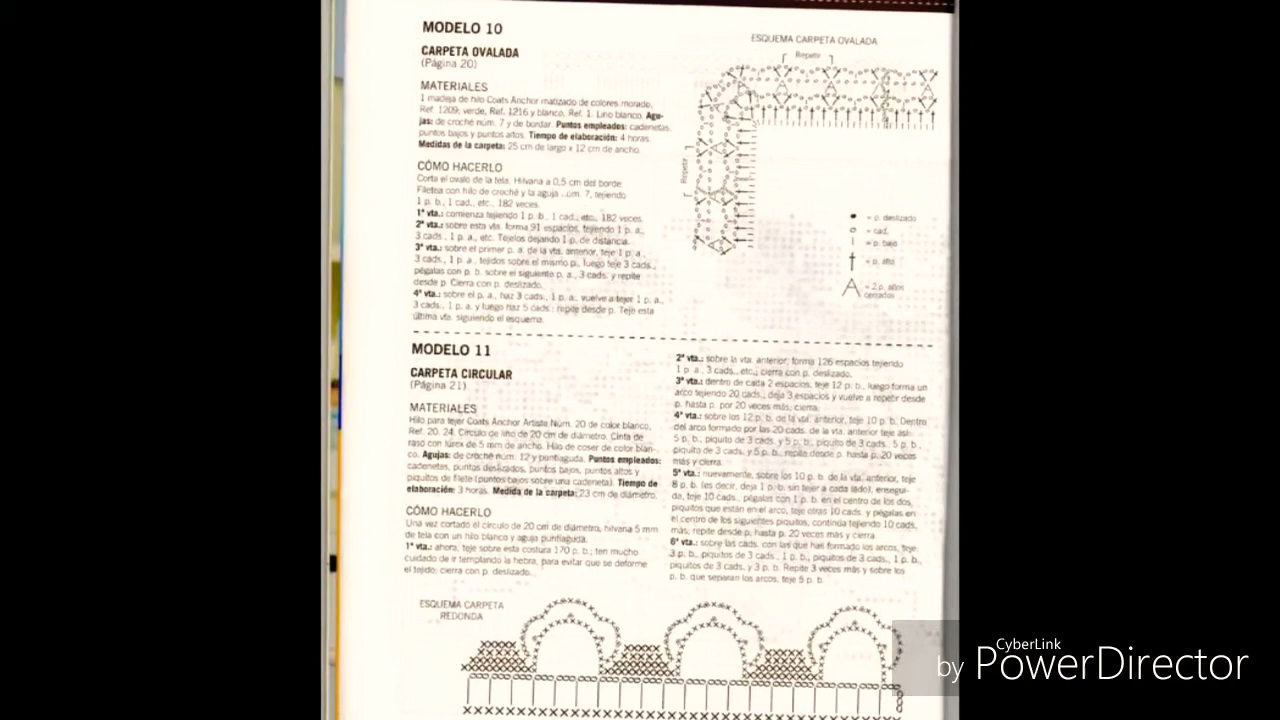 MODELO 10
CARPETA OVALADA
(Página 20)
MATERIALES
1 madeja de hilo Coats Anchor matizado de colores morado,
Ref. 1209; verde, Ref. 1216 y blanco, Ref. 1. Lino blanco. Agu-
jas: de croché núm. 7 y de bordar. Puntos empleados: cadenetas,
puntos bajos y puntos altos. Tiempo de elaboración: 4 horas.
Medidas de la carpeta: 25 cm de largo x 12 cm de ancho.
CÓMO HACERLO
Corta el óvalo de la tela. Hilvana a 0,5 cm del borde.
Filetea con hilo de croché y la aguja núm. 7, tejiendo
1 p. b., 1 cad., etc., 182 veces.
1ª vta.: comienza tejiendo 1 p. b., 1 cad., etc., 182 veces.
2ª vta.: sobre esta vta. forma 91 espacios, tejiendo 1 p. a.,
3 cads., 1 p. a., etc. Téjelos dejando 1 p. de distancia.
3ª vta.: sobre el primer p. a. de la vta. anterior, teje 1 p. a.,
3 cads., 1 p. a., tejidos sobre el mismo p., luego teje 3 cads.,
pégalas con p. b. sobre el siguiente p. a., 3 cads. y repite
desde p. Cierra con p. deslizado.
4ª vta.: sobre el p. a., haz 3 cads., 1 p. a., vuelve a tejer 1 p. a.,
3 cads., 1 p. a. y luego haz 5 cads.; repite desde p. Teje esta
última vta. siguiendo el esquema.
ESQUEMA CARPETA OVALADA
Repetir
Repetir
= p. deslizado
= cad.
= p. bajo
= p. alto
= 2 p. altos
cerrados
MODELO 11
CARPETA CIRCULAR
(Página 21)
MATERIALES
Hilo para tejer Coats Anchor Artiste Núm. 20 de color blanco,
Ref. 20. 24. Círculo de lino de 20 cm de diámetro. Cinta de
raso con lúrex de 5 mm de ancho. Hilo de coser de color blan-
co. Agujas: de croché núm. 12 y puntiaguda. Puntos empleados:
cadenetas, puntos deslizados, puntos bajos, puntos altos y
piquitos de filete (puntos bajos sobre una cadeneta). Tiempo de
elaboración: 3 horas. Medida de la carpeta: 23 cm de diámetro.
CÓMO HACERLO
Una vez cortado el círculo de 20 cm de diámetro, hilvana 5 mm
de tela con un hilo blanco y aguja puntiaguda.
1ª vta.: ahora, teje sobre esta costura 170 p. b.; ten mucho
cuidado de ir templando la hebra, para evitar que se deforme
el tejido; cierra con p. deslizado.
2ª vta.: sobre la vta. anterior, forma 126 espacios tejiendo
1 p. a., 3 cads., etc.; cierra con p. deslizado.
3ª vta.: dentro de cada 2 espacios, teje 12 p. b., luego forma un
arco tejiendo 20 cads., deja 3 espacios y vuelve a repetir desde
p. hasta p. por 20 veces más; cierra.
4ª vta.: sobre los 12 p. b. de la vta. anterior, teje 10 p. b. Dentro
del arco formado por las 20 cads. de la vta. anterior teje así:
5 p. b., piquito de 3 cads. y 5 p. b., piquito de 3 cads., 5 p. b.,
piquito de 3 cads. y 5 p. b., repite desde p. hasta p. 20 veces
más y cierra.
5ª vta.: nuevamente, sobre los 10 p. b. de la vta. anterior, teje
8 p. b. (es decir, deja 1 p. b. sin tejer a cada lado), ensegui-
da, teje 10 cads., pégalas con 1 p. b. en el centro de los dos
piquitos que están en el arco, teje otras 10 cads. y pégalas en
el centro de los siguientes piquitos, continúa tejiendo 10 cads.
más; repite desde p. hasta p. 20 veces más y cierra.
6ª vta.: sobre las cads. con las que has formado los arcos, teje
3 p. b., piquitos de 3 cads., 1 p. b., piquitos de 3 cads., 1 p. b.,
piquitos de 3 cads. y 3 p. b. Repite 3 veces más y sobre los
p. b. que separan los arcos, teje 5 p. b.
ESQUEMA CARPETA
REDONDA
CyberLink
by PowerDirector